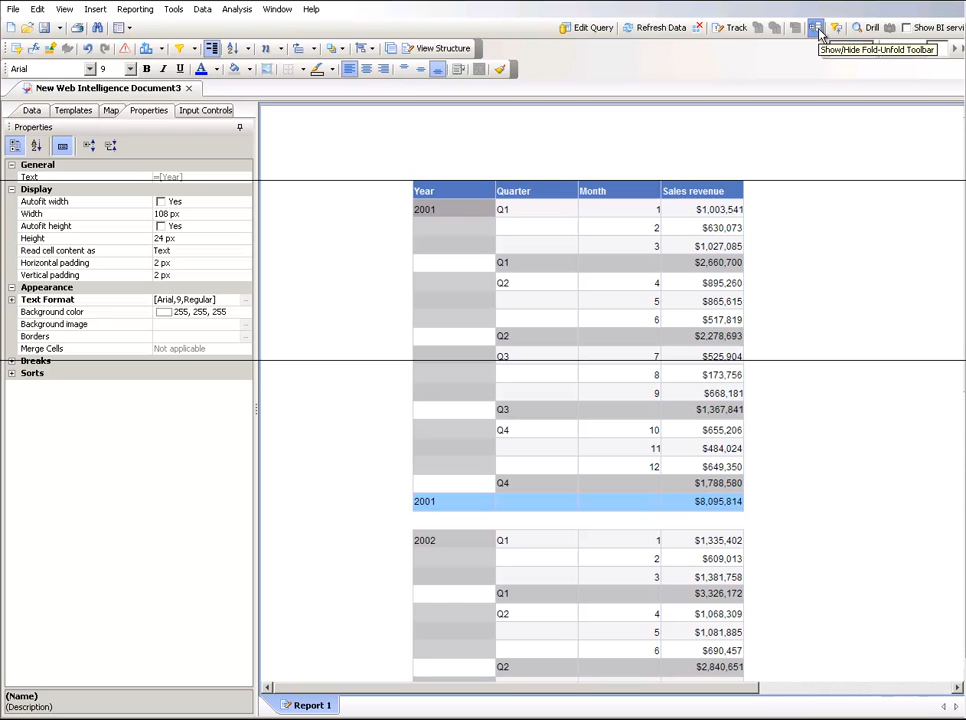 File Edit View Insert Reporting Tools Data Analysis Window Help
Edit Query Refresh Data Track Drill Show BI servi
View Structure
Show/Hide Fold-Unfold Toolbar
Arial 9 B I U A
New Web Intelligence Document3
Data Templates Map Properties Input Controls
Properties
General
Text =[Year]
Display
Autofit width Yes
Width 108 px
Autofit height Yes
Height 24 px
Read cell content as Text
Horizontal padding 2 px
Vertical padding 2 px
Appearance
Text Format [Arial,9,Regular]
Background color 255, 255, 255
Background image
Borders
Merge Cells Not applicable
Breaks
Sorts
(Name)
(Description)
Year Quarter Month Sales revenue
2001 Q1 1 $1,003,541
2 $630,073
3 $1,027,085
Q1 $2,660,700
Q2 4 $895,260
5 $865,615
6 $517,819
Q2 $2,278,693
Q3 7 $525,904
8 $173,756
9 $668,181
Q3 $1,367,841
Q4 10 $655,206
11 $484,024
12 $649,350
Q4 $1,788,580
2001 $8,095,814
2002 Q1 1 $1,335,402
2 $609,013
3 $1,381,758
Q1 $3,326,172
Q2 4 $1,068,309
5 $1,081,885
6 $690,457
Q2 $2,840,651
Report 1